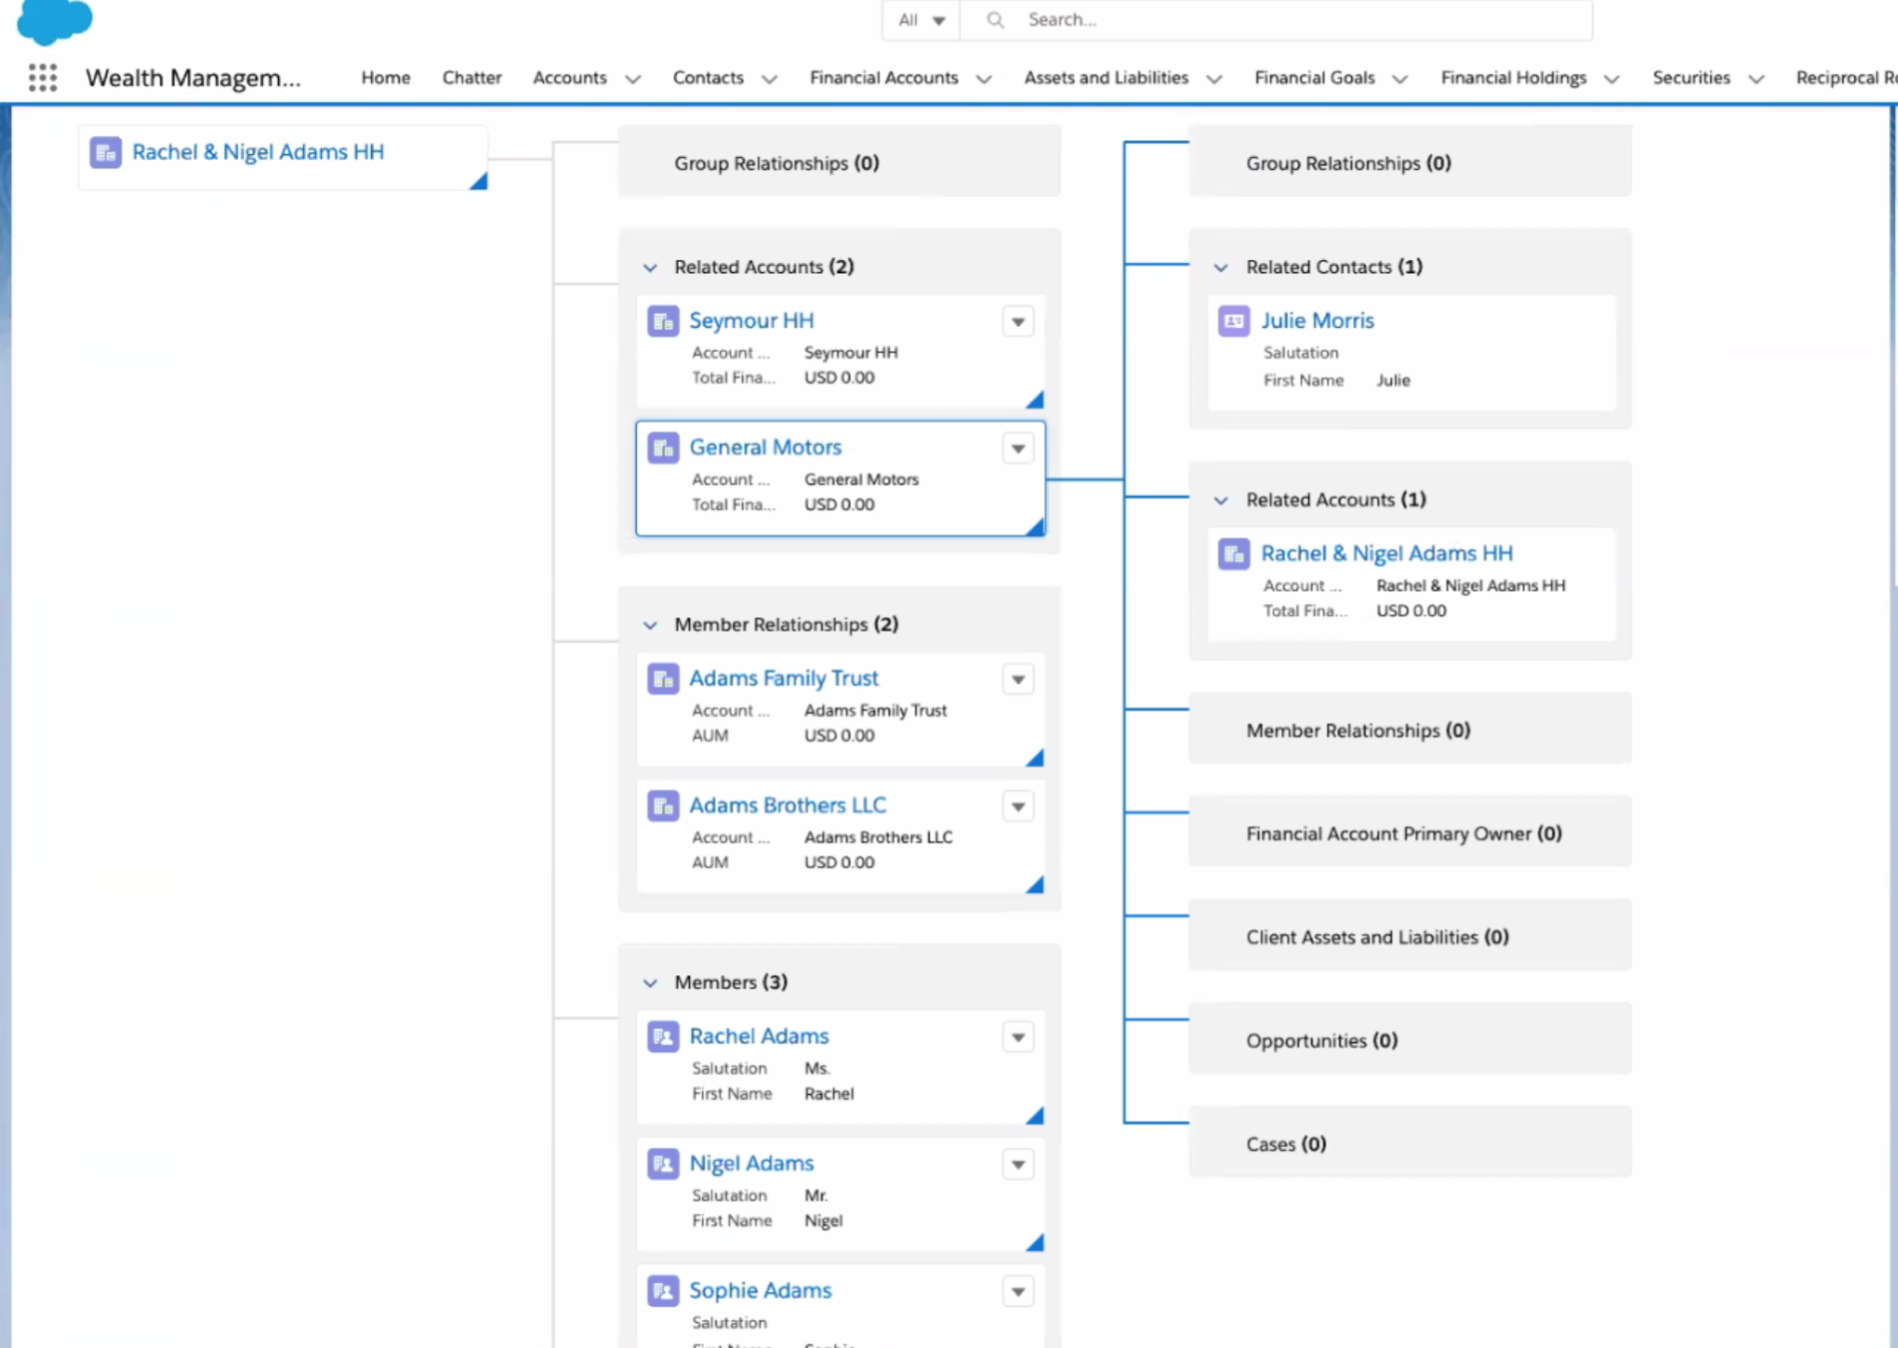 All
Search...
Wealth Managem...
Home
Chatter
Accounts
Contacts
Financial Accounts
Assets and Liabilities
Financial Goals
Financial Holdings
Securities
Reciprocal Ro
Rachel & Nigel Adams HH
Group Relationships (0)
Related Accounts (2)
Seymour HH
Account ... Seymour HH
Total Fina... USD 0.00
General Motors
Account ... General Motors
Total Fina... USD 0.00
Member Relationships (2)
Adams Family Trust
Account ... Adams Family Trust
AUM USD 0.00
Adams Brothers LLC
Account ... Adams Brothers LLC
AUM USD 0.00
Members (3)
Rachel Adams
Salutation Ms.
First Name Rachel
Nigel Adams
Salutation Mr.
First Name Nigel
Sophie Adams
Salutation
First Name Sophie
Group Relationships (0)
Related Contacts (1)
Julie Morris
Salutation
First Name Julie
Related Accounts (1)
Rachel & Nigel Adams HH
Account ... Rachel & Nigel Adams HH
Total Fina... USD 0.00
Member Relationships (0)
Financial Account Primary Owner (0)
Client Assets and Liabilities (0)
Opportunities (0)
Cases (0)